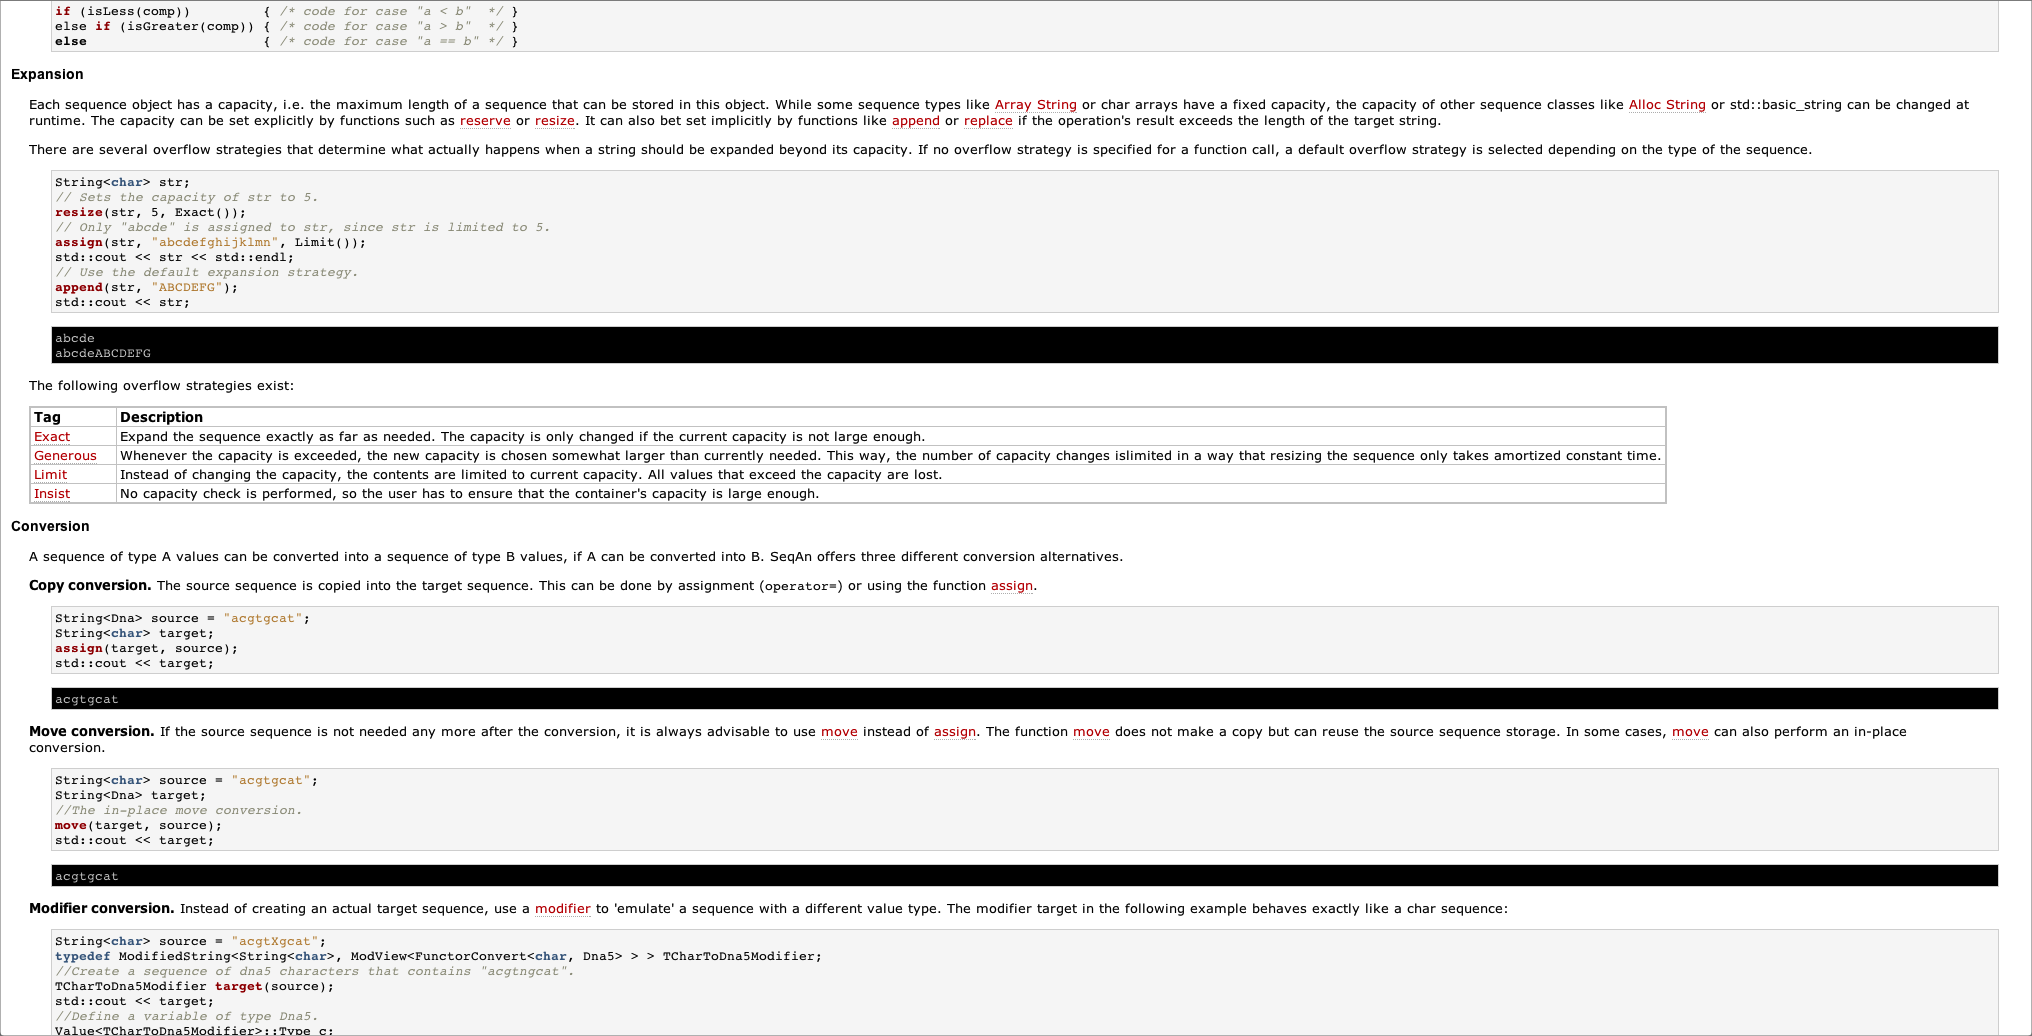 if (isLess(comp))         { /* code for case "a < b"  */ }
else if (isGreater(comp)) { /* code for case "a > b"  */ }
else                      { /* code for case "a == b" */ }
Expansion
Each sequence object has a capacity, i.e. the maximum length of a sequence that can be stored in this object. While some sequence types like Array String or char arrays have a fixed capacity, the capacity of other sequence classes like Alloc String or std::basic_string can be changed at
runtime. The capacity can be set explicitly by functions such as reserve or resize. It can also bet set implicitly by functions like append or replace if the operation's result exceeds the length of the target string.
There are several overflow strategies that determine what actually happens when a string should be expanded beyond its capacity. If no overflow strategy is specified for a function call, a default overflow strategy is selected depending on the type of the sequence.
String<char> str;
// Sets the capacity of str to 5.
resize(str, 5, Exact());
// Only "abcde" is assigned to str, since str is limited to 5.
assign(str, "abcdefghijklmn", Limit());
std::cout << str << std::endl;
// Use the default expansion strategy.
append(str, "ABCDEFG");
std::cout << str;
abcde
abcdeABCDEFG
The following overflow strategies exist:
Tag Description
Exact Expand the sequence exactly as far as needed. The capacity is only changed if the current capacity is not large enough.
Generous Whenever the capacity is exceeded, the new capacity is chosen somewhat larger than currently needed. This way, the number of capacity changes islimited in a way that resizing the sequence only takes amortized constant time.
Limit Instead of changing the capacity, the contents are limited to current capacity. All values that exceed the capacity are lost.
Insist No capacity check is performed, so the user has to ensure that the container's capacity is large enough.
Conversion
A sequence of type A values can be converted into a sequence of type B values, if A can be converted into B. SeqAn offers three different conversion alternatives.
Copy conversion. The source sequence is copied into the target sequence. This can be done by assignment (operator=) or using the function assign.
String<Dna> source = "acgtgcat";
String<char> target;
assign(target, source);
std::cout << target;
acgtgcat
Move conversion. If the source sequence is not needed any more after the conversion, it is always advisable to use move instead of assign. The function move does not make a copy but can reuse the source sequence storage. In some cases, move can also perform an in-place
conversion.
String<char> source = "acgtgcat";
String<Dna> target;
//The in-place move conversion.
move(target, source);
std::cout << target;
acgtgcat
Modifier conversion. Instead of creating an actual target sequence, use a modifier to 'emulate' a sequence with a different value type. The modifier target in the following example behaves exactly like a char sequence:
String<char> source = "acgtXgcat";
typedef ModifiedString<String<char>, ModView<FunctorConvert<char, Dna5> > > TCharToDna5Modifier;
//Create a sequence of dna5 characters that contains "acgtngcat".
TCharToDna5Modifier target(source);
std::cout << target;
//Define a variable of type Dna5.
Value<TCharToDna5Modifier>::Type c;